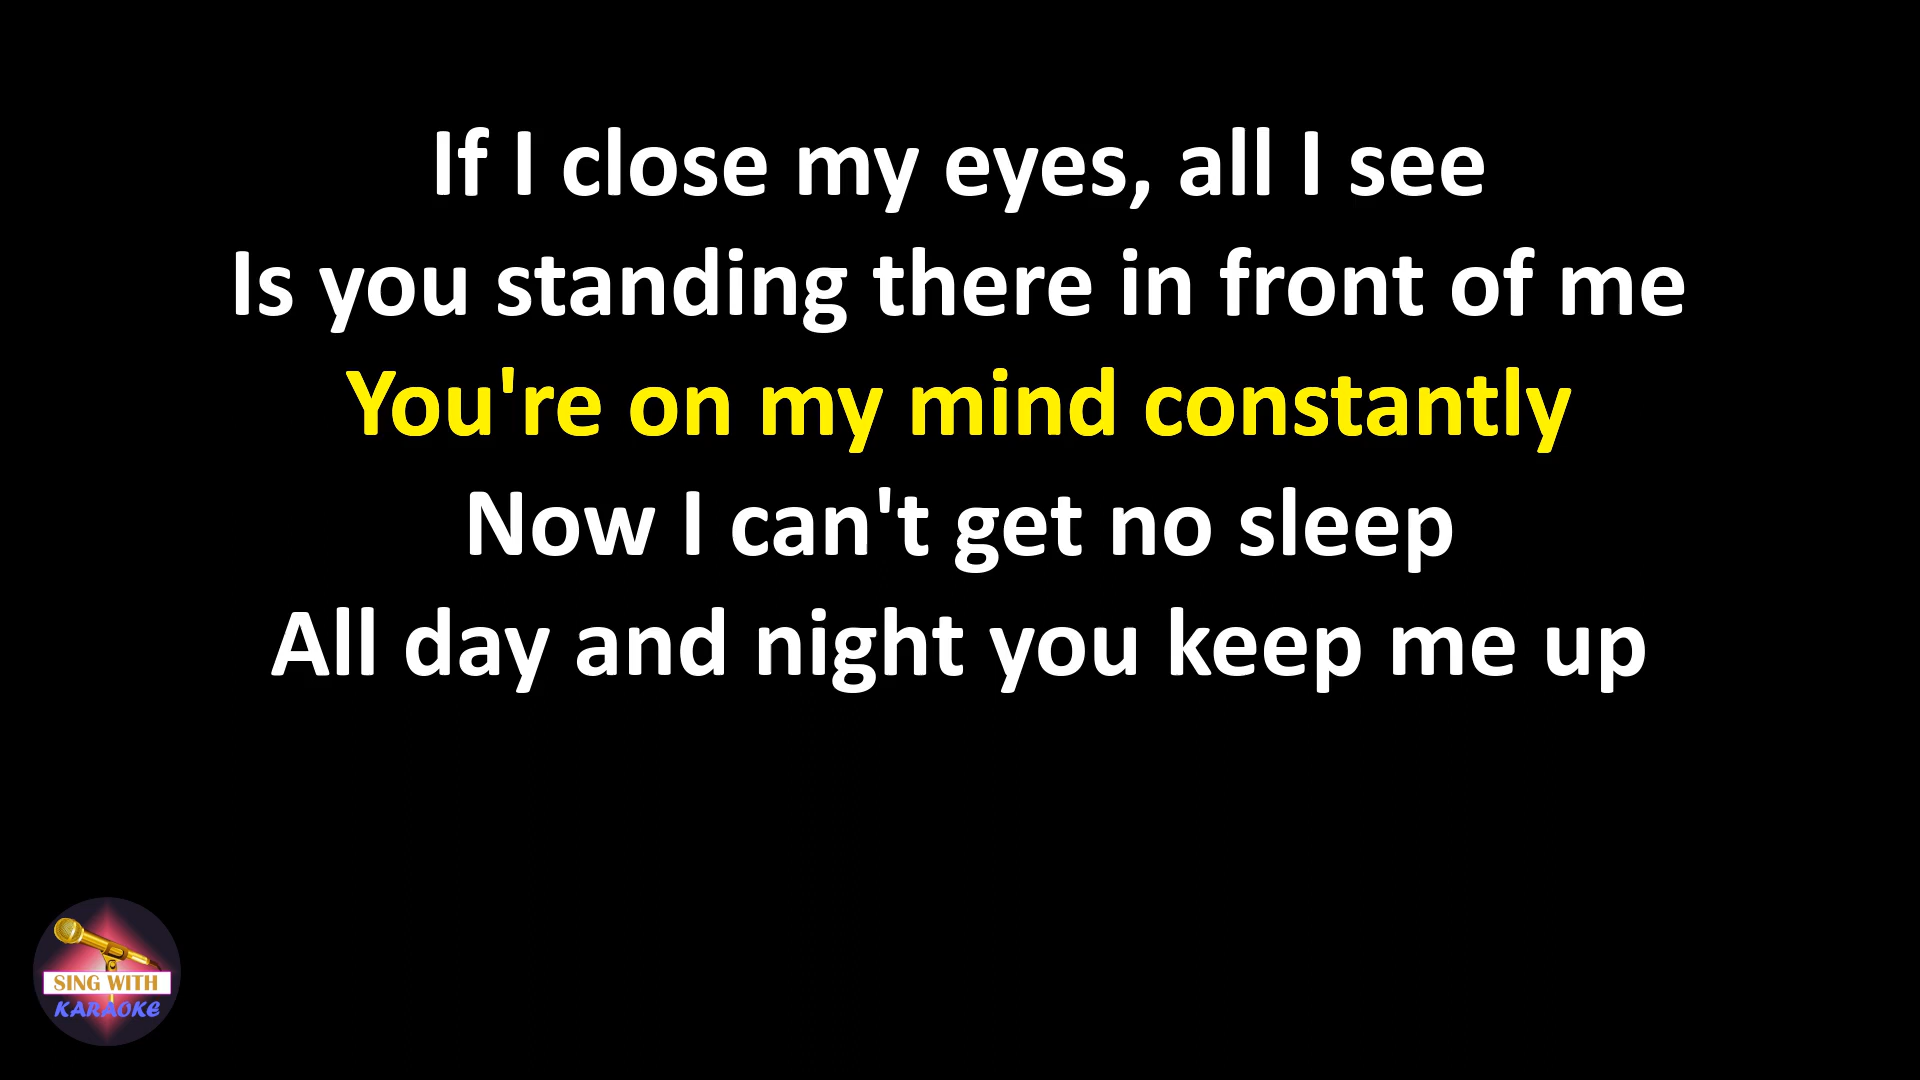 If I close my eyes, all I see
Is you standing there in front of me
You're on my mind constantly
Now I can't get no sleep
All day and night you keep me up
SING WITH
KARAOKE